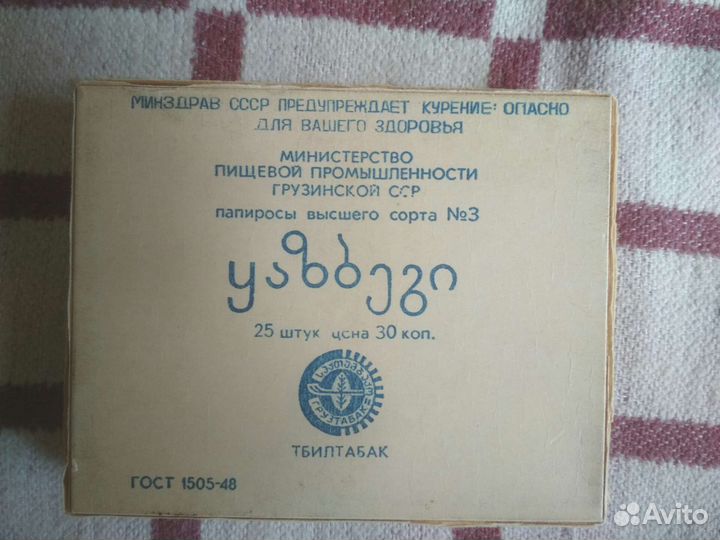 МИНЗДРАВ СССР ПРЕДУПРЕЖДАЕТ КУРЕНИЕ: ОПАСНО
ДЛЯ ВАШЕГО ЗДОРОВЬЯ
МИНИСТЕРСТВО
ПИЩЕВОЙ ПРОМЫШЛЕННОСТИ
ГРУЗИНСКОЙ ССР
ПАПИРОСЫ ВЫСШЕГО СОРТА №3
ყაზბეგი
25 ШТУК ЦЕНА 30 КОП.
ГРУЗТАБАК
ТБИЛТАБАК
ГОСТ 1505-48
Avito